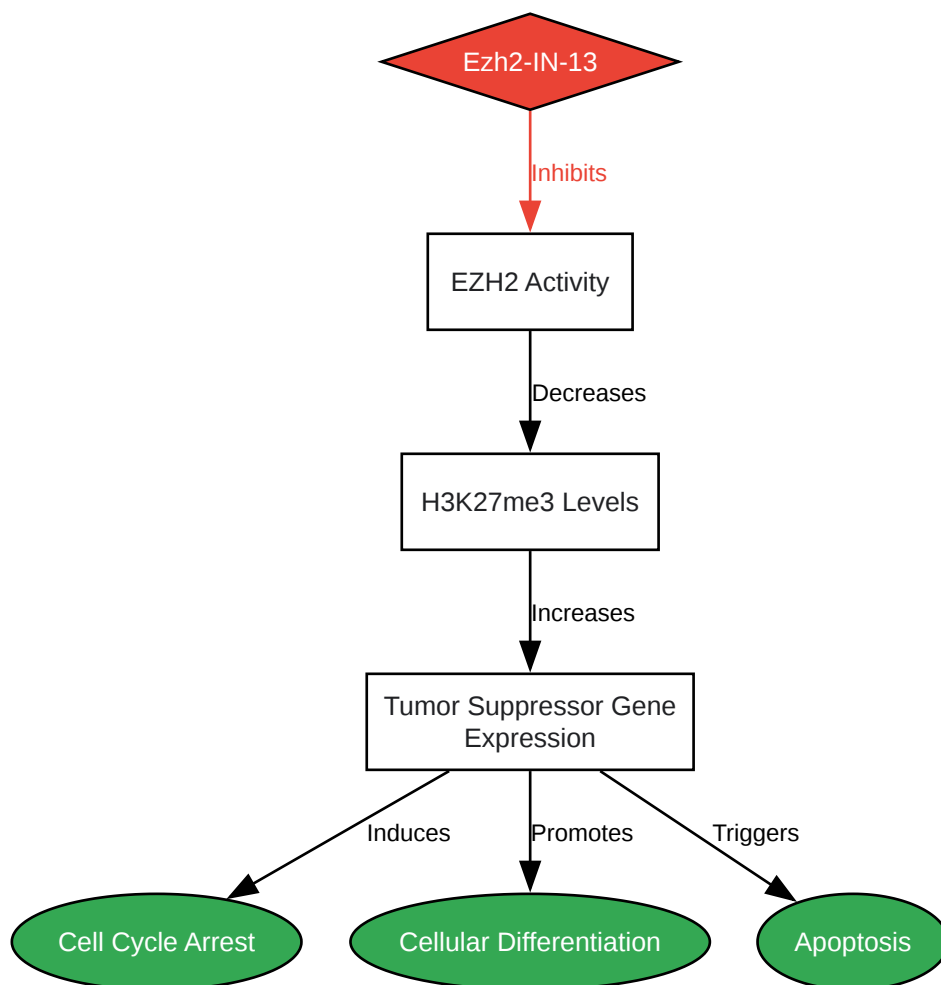 Ezh2-IN-13
Inhibits
EZH2 Activity
Decreases
H3K27me3 Levels
Increases
Tumor Suppressor Gene
Expression
Induces
Promotes
Triggers
Cell Cycle Arrest
Cellular Differentiation
Apoptosis